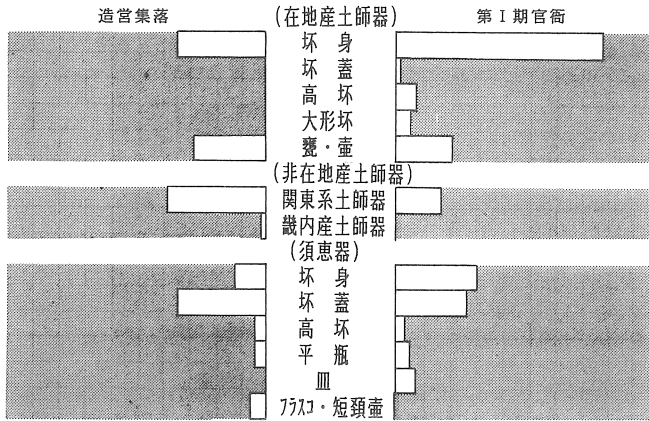 造営集落
(在地産土師器)
第Ⅰ期官衙
坏 身
坏 蓋
高 坏
大形坏
甕・壷
(非在地産土師器)
関東系土師器
畿内産土師器
(須恵器)
坏 身
坏 蓋
高 坏
平 瓶
皿
フラスコ・短頚壷